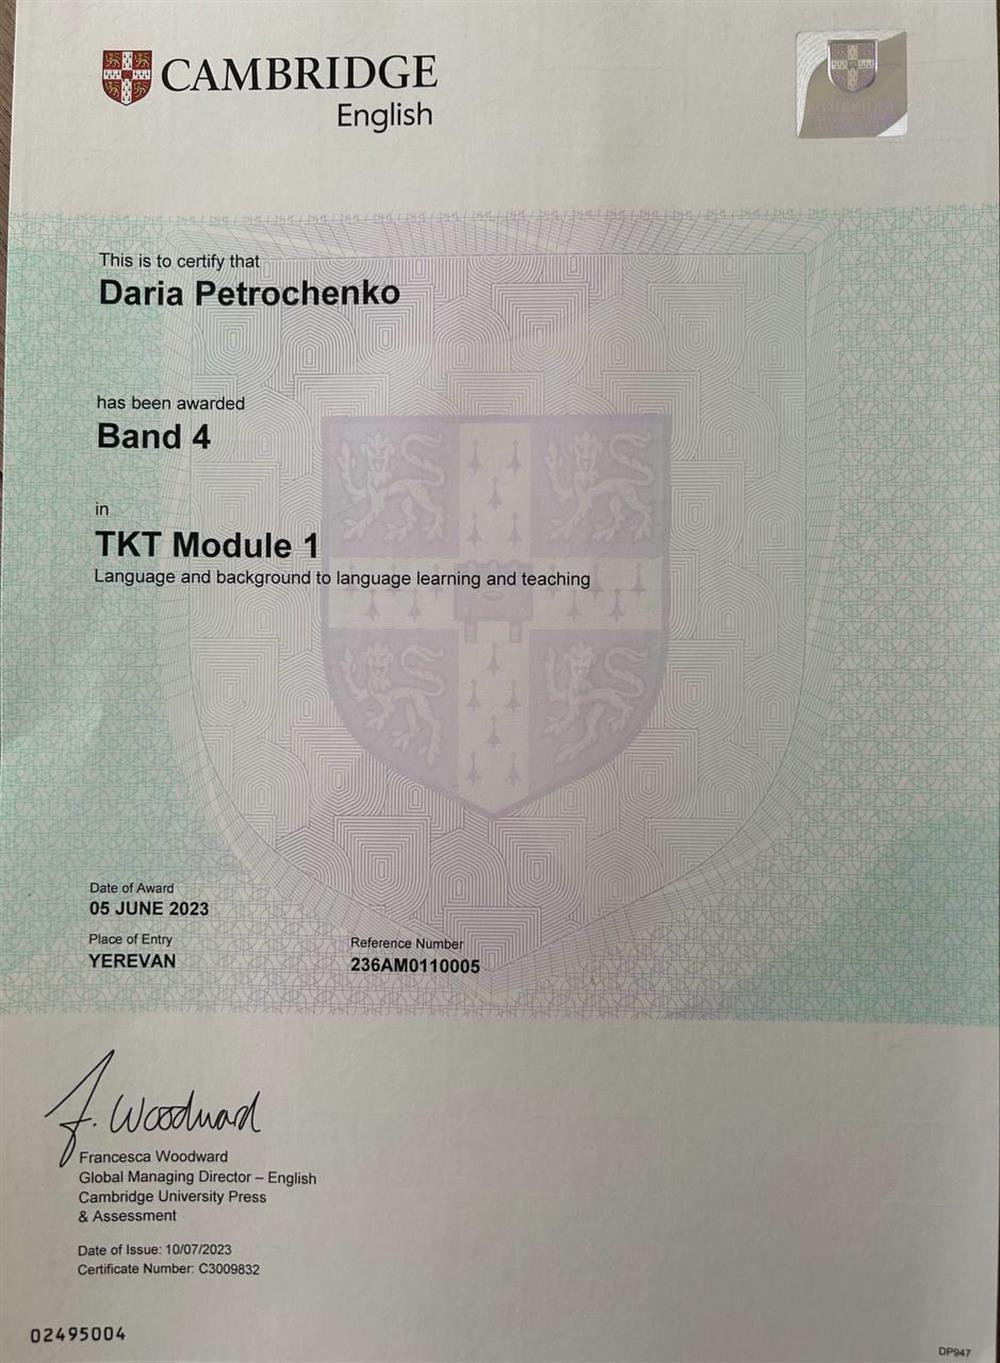 CAMBRIDGE
English
This is to certify that
Daria Petrochenko
has been awarded
Band 4
in
TKT Module 1
Language and background to language learning and teaching
Date of Award
05 JUNE 2023
Place of Entry
YEREVAN
Reference Number
236AM0110005
F. Woodward
Francesca Woodward
Global Managing Director – English
Cambridge University Press
& Assessment
Date of Issue: 10/07/2023
Certificate Number: C3009832
02495004
DP947